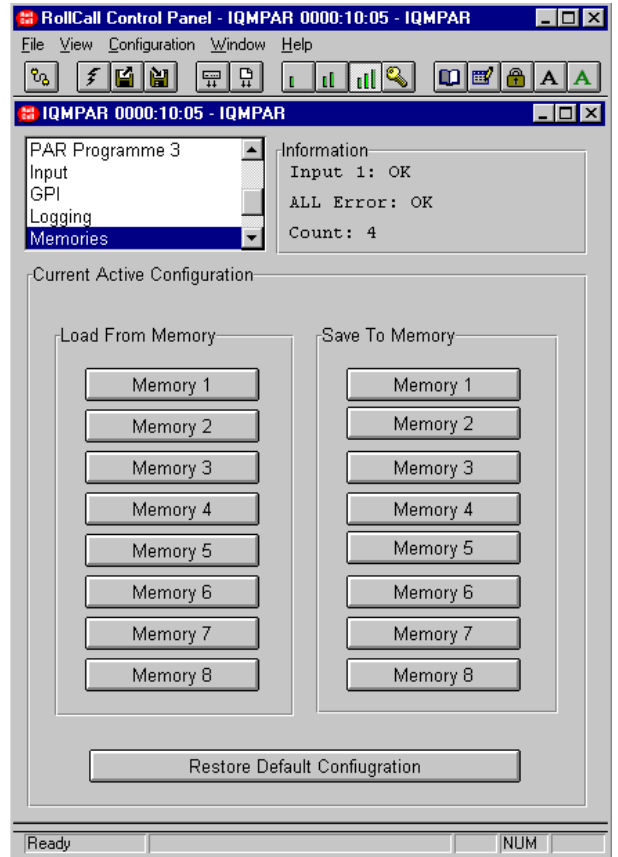 RollCall Control Panel - IQMPAR 0000:10:05 - IQMPAR
File View Configuration Window Help
A A
IQMPAR 0000:10:05 - IQMPAR
PAR Programme 3
Input
GPI
Logging
Memories
Information
Input 1: OK
ALL Error: OK
Count: 4
Current Active Configuration
Load From Memory
Memory 1
Memory 2
Memory 3
Memory 4
Memory 5
Memory 6
Memory 7
Memory 8
Save To Memory
Memory 1
Memory 2
Memory 3
Memory 4
Memory 5
Memory 6
Memory 7
Memory 8
Restore Default Confiugration
Ready NUM